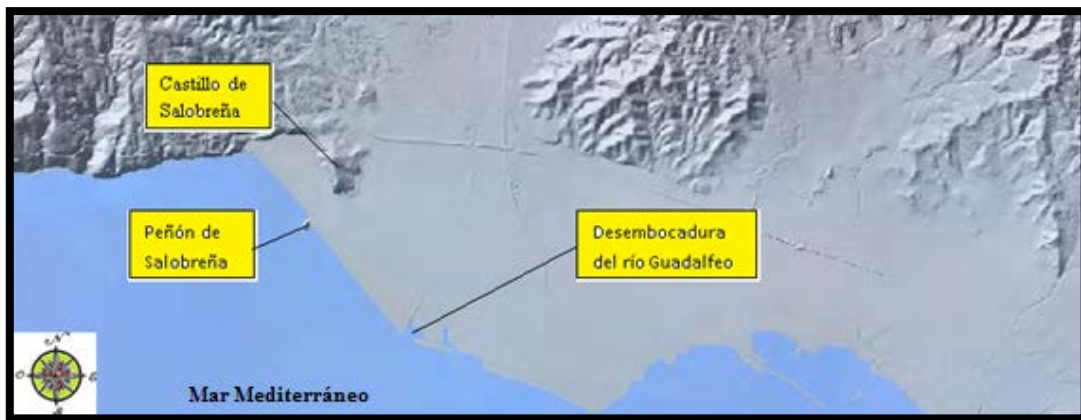 Castillo de
Salobreña
Peñón de
Salobreña
Desembocadura
del río Guadalfeo
N
O
E
S
Mar Mediterráneo